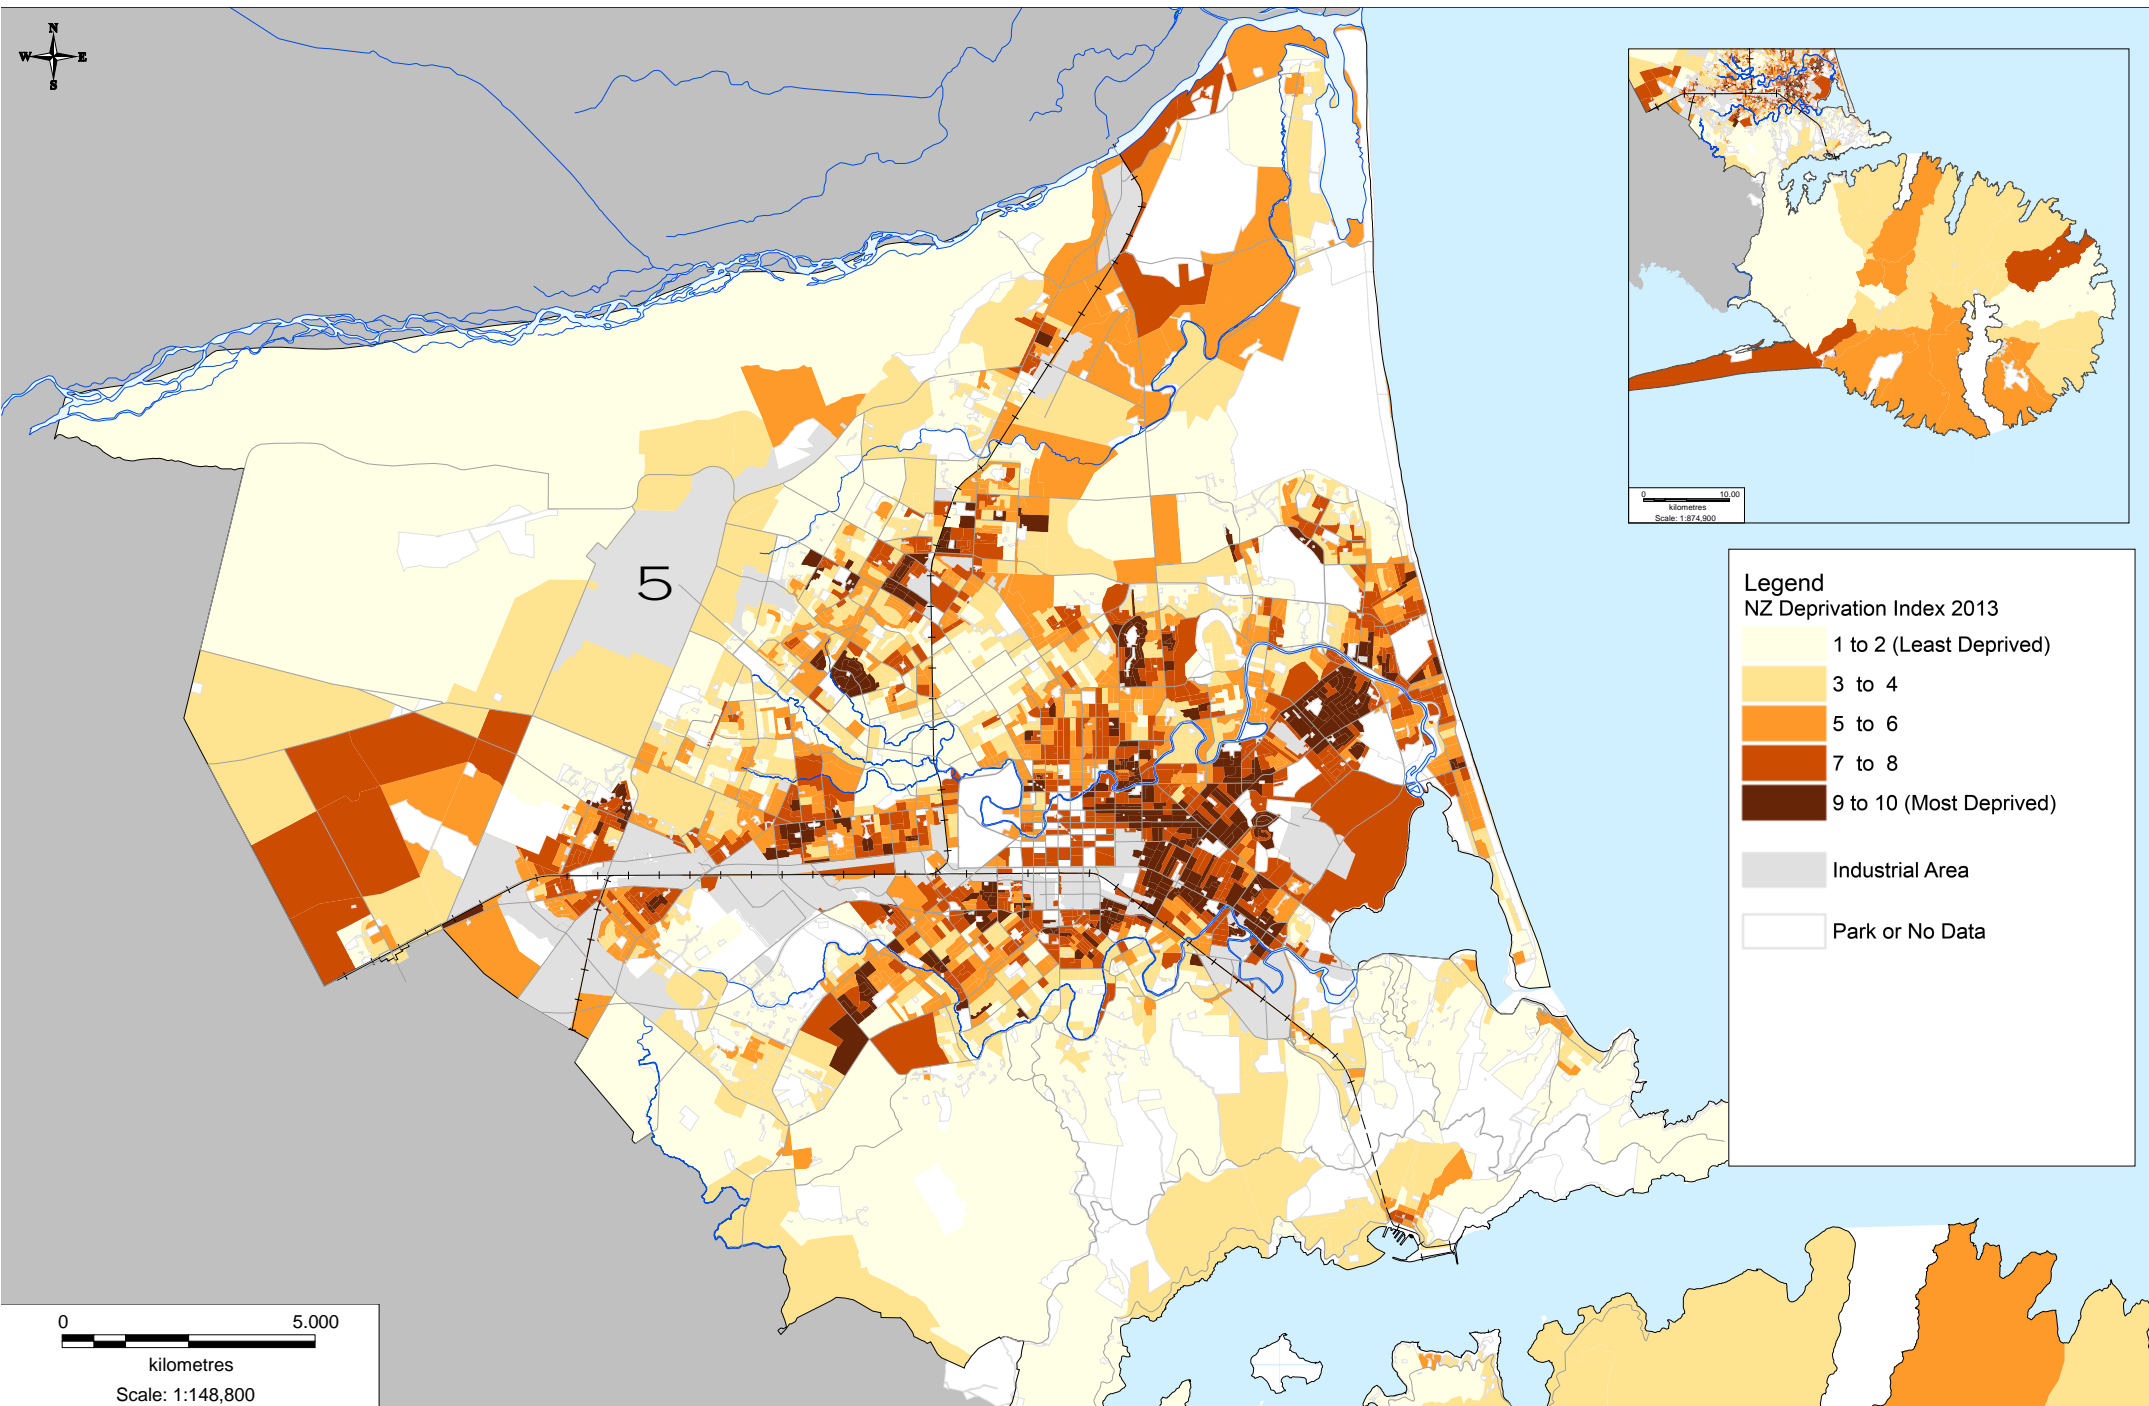 N
W E
S
5
0 10.00
kilometres
Scale: 1:874,900
Legend
NZ Deprivation Index 2013
1 to 2 (Least Deprived)
3 to 4
5 to 6
7 to 8
9 to 10 (Most Deprived)
Industrial Area
Park or No Data
0 5.000
kilometres
Scale: 1:148,800